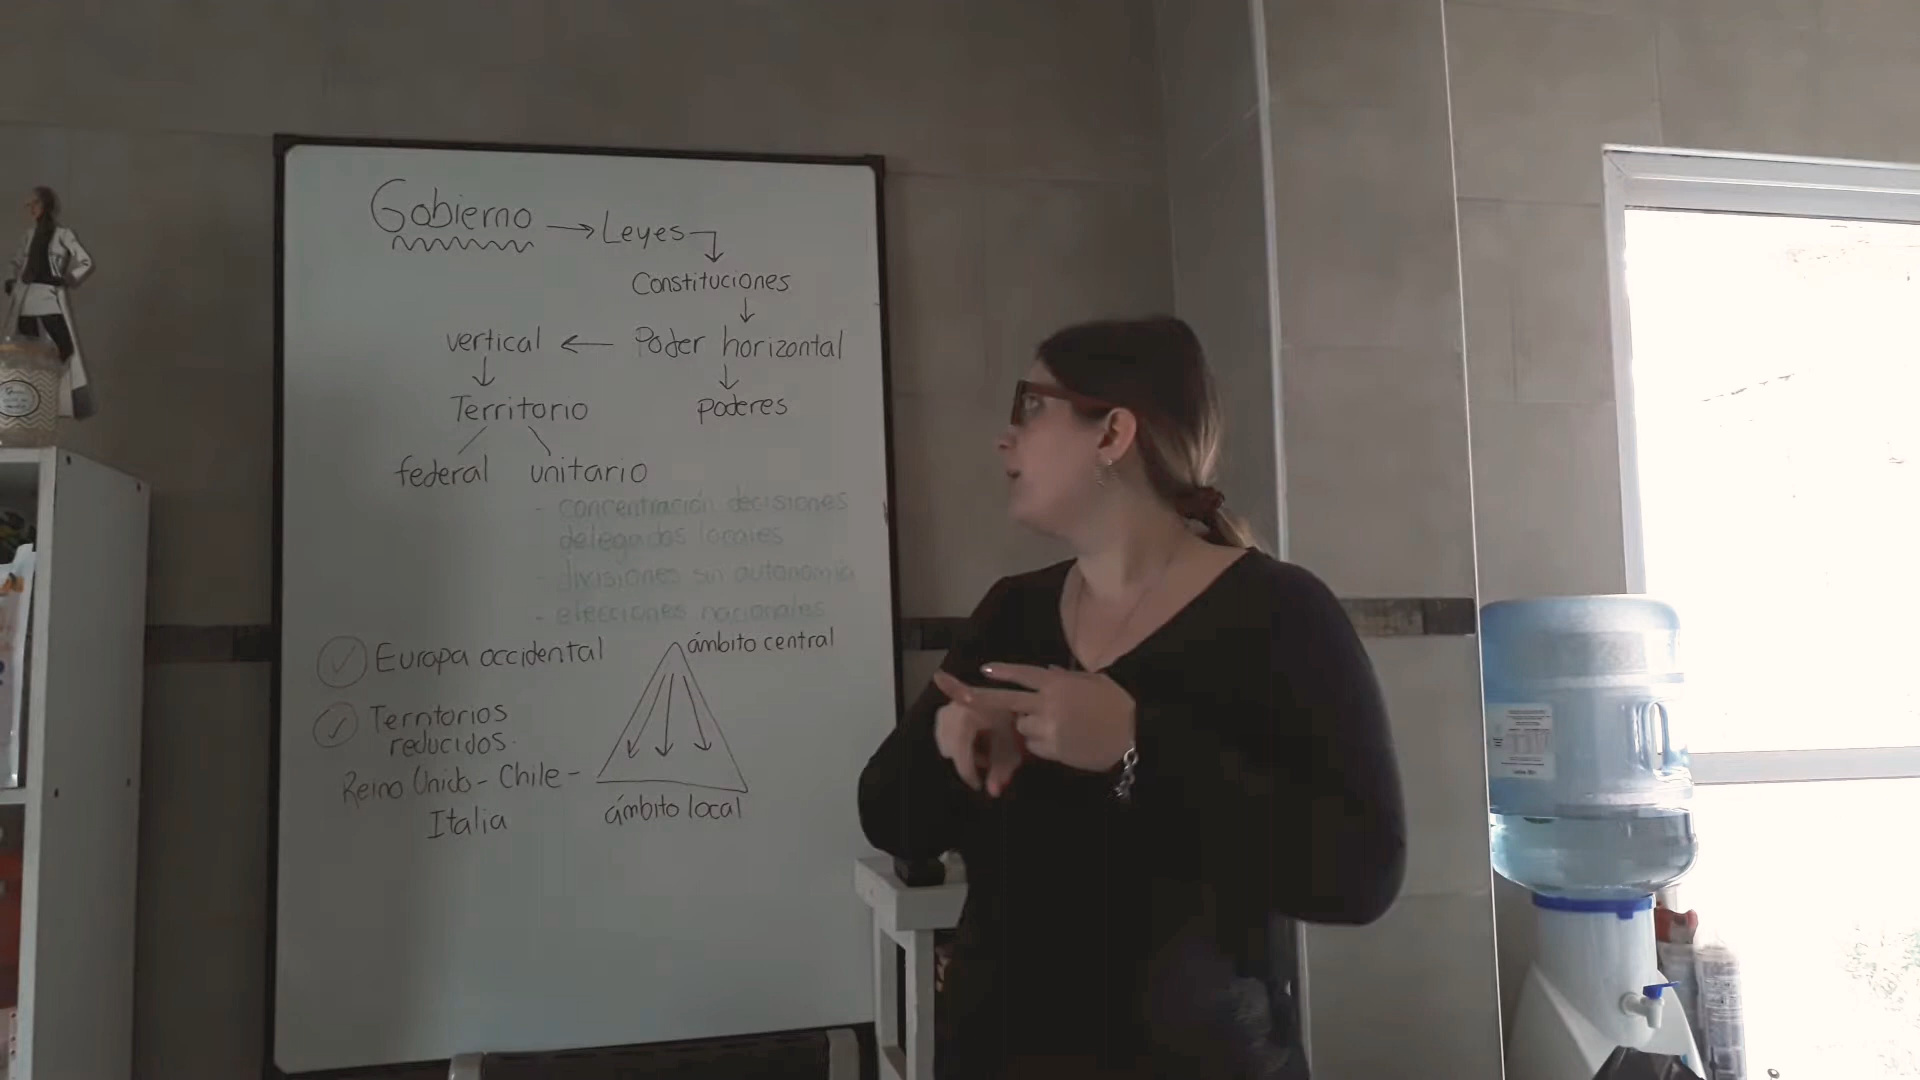 Gobierno → Leyes
Constituciones
vertical ← Poder horizontal
Territorio
poderes
federal unitario
- concentración decisiones
delegados locales
- divisiones sin autonomía
- elecciones nacionales
Europa occidental
ámbito central
Territorios
reducidos.
Reino Unido - Chile -
Italia
ámbito local